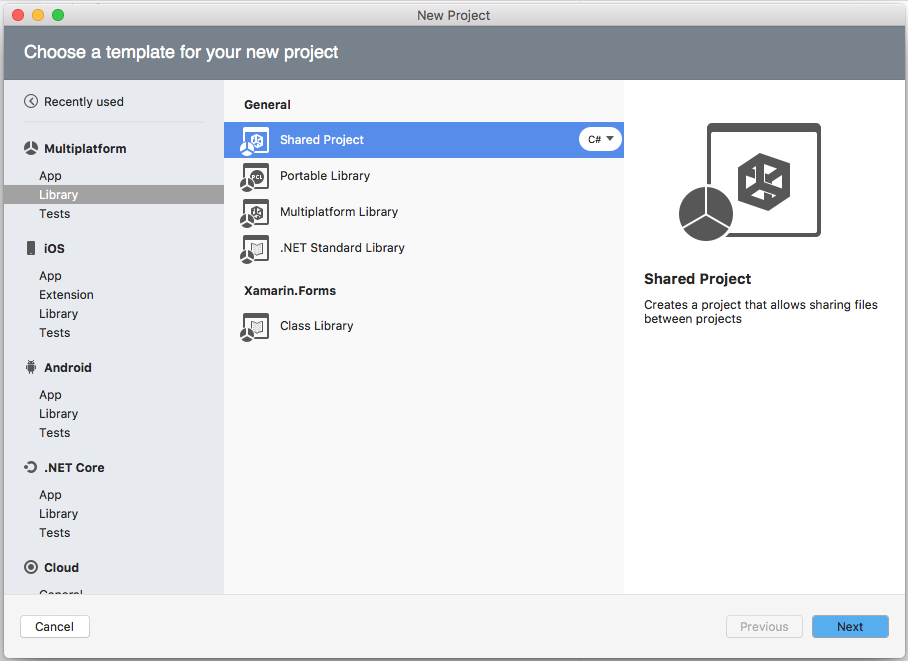 New Project
Choose a template for your new project
Recently used
Multiplatform
App
Library
Tests
iOS
App
Extension
Library
Tests
Android
App
Library
Tests
.NET Core
App
Library
Tests
Cloud
General
General
Shared Project
C#
Portable Library
PCL
Multiplatform Library
.NET Standard Library
Xamarin.Forms
Class Library
Shared Project
Creates a project that allows sharing files
between projects
Cancel
Previous
Next